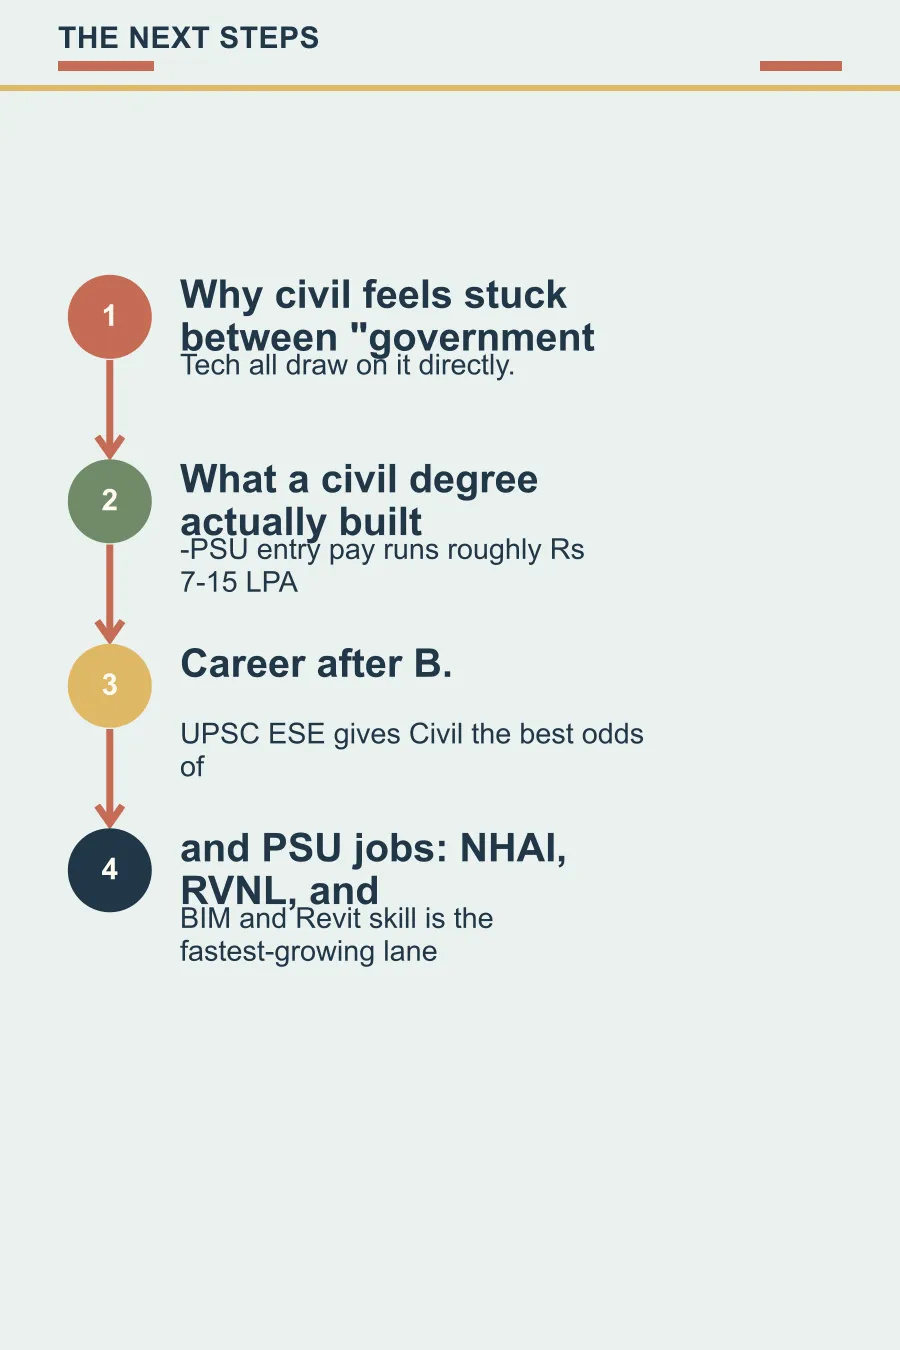 THE NEXT STEPS
1
Why civil feels stuck
between "government
Tech all draw on it directly.
2
What a civil degree
actually built
-PSU entry pay runs roughly Rs
7-15 LPA
3
Career after B.
UPSC ESE gives Civil the best odds
of
4
and PSU jobs: NHAI,
RVNL, and
BIM and Revit skill is the
fastest-growing lane